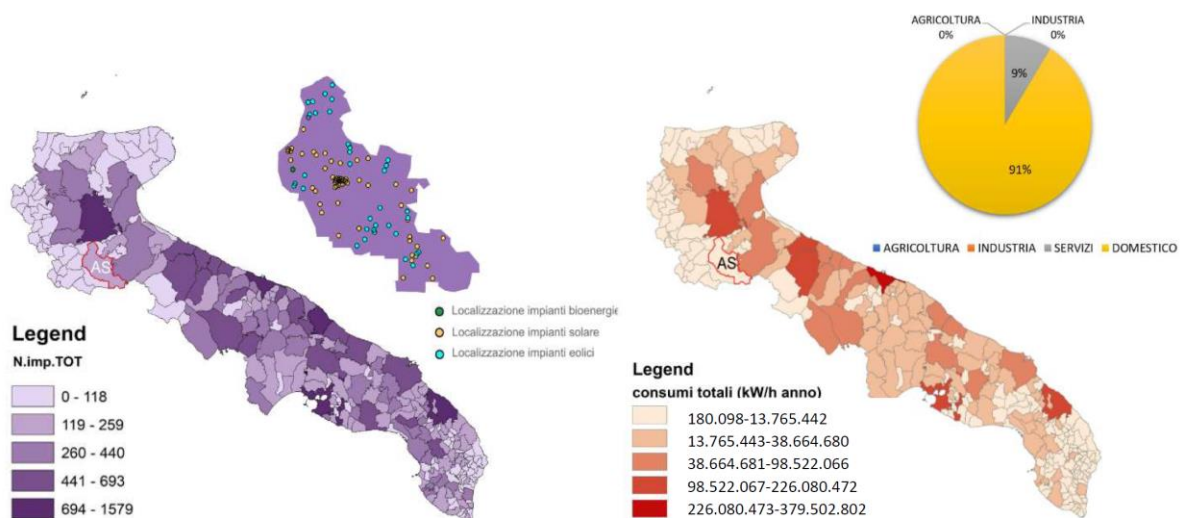 AS
Localizzazione impianti bioenergie
Localizzazione impianti solare
Localizzazione impianti eolici
Legend
N.imp.TOT
0 - 118
119 - 259
260 - 440
441 - 693
694 - 1579
AGRICOLTURA
0%
INDUSTRIA
0%
9%
91%
AGRICOLTURA INDUSTRIA SERVIZI DOMESTICO
AS
Legend
consumi totali (kW/h anno)
180.098-13.765.442
13.765.443-38.664.680
38.664.681-98.522.066
98.522.067-226.080.472
226.080.473-379.502.802